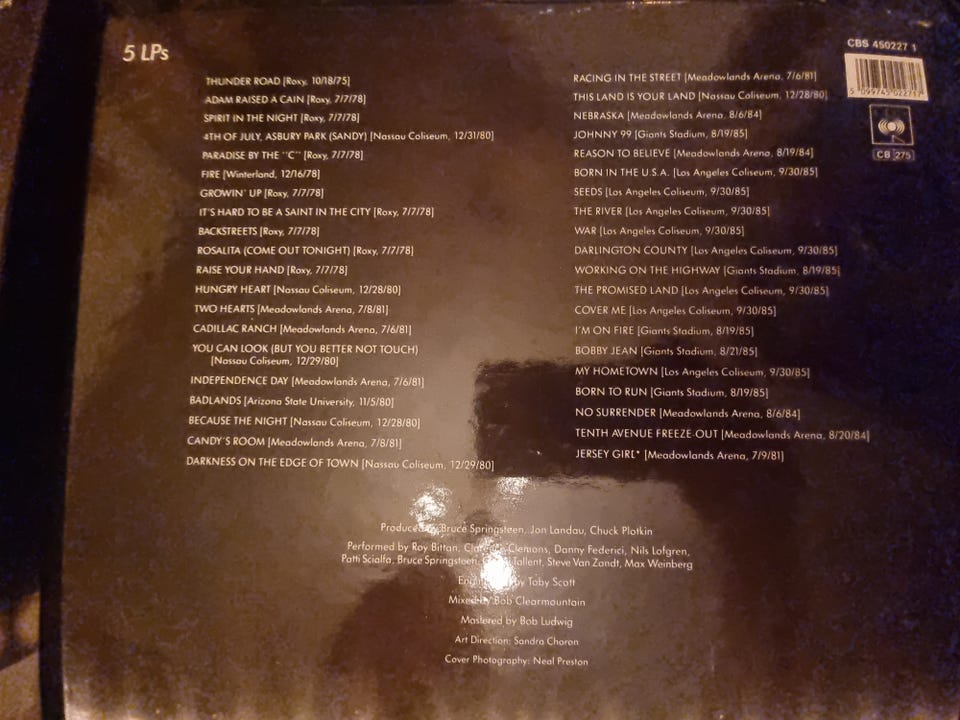 5 LPs
THUNDER ROAD [Roxy, 10/18/75]
ADAM RAISED A CAIN [Roxy, 7/7/78]
SPIRIT IN THE NIGHT [Roxy, 7/7/78]
4TH OF JULY, ASBURY PARK (SANDY) [Nassau Coliseum, 12/31/80]
PARADISE BY THE "C" [Roxy, 7/7/78]
FIRE [Winterland, 12/16/78]
GROWIN' UP [Roxy, 7/7/78]
IT'S HARD TO BE A SAINT IN THE CITY [Roxy, 7/7/78]
BACKSTREETS [Roxy, 7/7/78]
ROSALITA (COME OUT TONIGHT) [Roxy, 7/7/78]
RAISE YOUR HAND [Roxy, 7/7/78]
HUNGRY HEART [Nassau Coliseum, 12/28/80]
TWO HEARTS [Meadowlands Arena, 7/8/81]
CADILLAC RANCH [Meadowlands Arena, 7/6/81]
YOU CAN LOOK (BUT YOU BETTER NOT TOUCH)
[Nassau Coliseum, 12/29/80]
INDEPENDENCE DAY [Meadowlands Arena, 7/6/81]
BADLANDS [Arizona State University, 11/5/80]
BECAUSE THE NIGHT [Nassau Coliseum, 12/28/80]
CANDY'S ROOM [Meadowlands Arena, 7/8/81]
DARKNESS ON THE EDGE OF TOWN [Nassau Coliseum, 12/29/80]
RACING IN THE STREET [Meadowlands Arena, 7/6/81]
THIS LAND IS YOUR LAND [Nassau Coliseum, 12/28/80]
NEBRASKA [Meadowlands Arena, 8/6/84]
JOHNNY 99 [Giants Stadium, 8/19/85]
REASON TO BELIEVE [Meadowlands Arena, 8/19/84]
BORN IN THE U.S.A. [Los Angeles Coliseum, 9/30/85]
SEEDS [Los Angeles Coliseum, 9/30/85]
THE RIVER [Los Angeles Coliseum, 9/30/85]
WAR [Los Angeles Coliseum, 9/30/85]
DARLINGTON COUNTY [Los Angeles Coliseum, 9/30/85]
WORKING ON THE HIGHWAY [Giants Stadium, 8/19/85]
THE PROMISED LAND [Los Angeles Coliseum, 9/30/85]
COVER ME [Los Angeles Coliseum, 9/30/85]
I'M ON FIRE [Giants Stadium, 8/19/85]
BOBBY JEAN [Giants Stadium, 8/21/85]
MY HOMETOWN [Los Angeles Coliseum, 9/30/85]
BORN TO RUN [Giants Stadium, 8/19/85]
NO SURRENDER [Meadowlands Arena, 8/6/84]
TENTH AVENUE FREEZE-OUT [Meadowlands Arena, 8/20/84]
JERSEY GIRL* [Meadowlands Arena, 7/9/81]
CBS 450227 1
5 099745 022717
CB 275
Produced by Bruce Springsteen, Jon Landau, Chuck Plotkin
Performed by Roy Bittan, Clarence Clemons, Danny Federici, Nils Lofgren,
Patti Scialfa, Bruce Springsteen, Tallent, Steve Van Zandt, Max Weinberg
by Toby Scott
Mixed by Bob Clearmountain
Mastered by Bob Ludwig
Art Direction: Sandra Choron
Cover Photography: Neal Preston